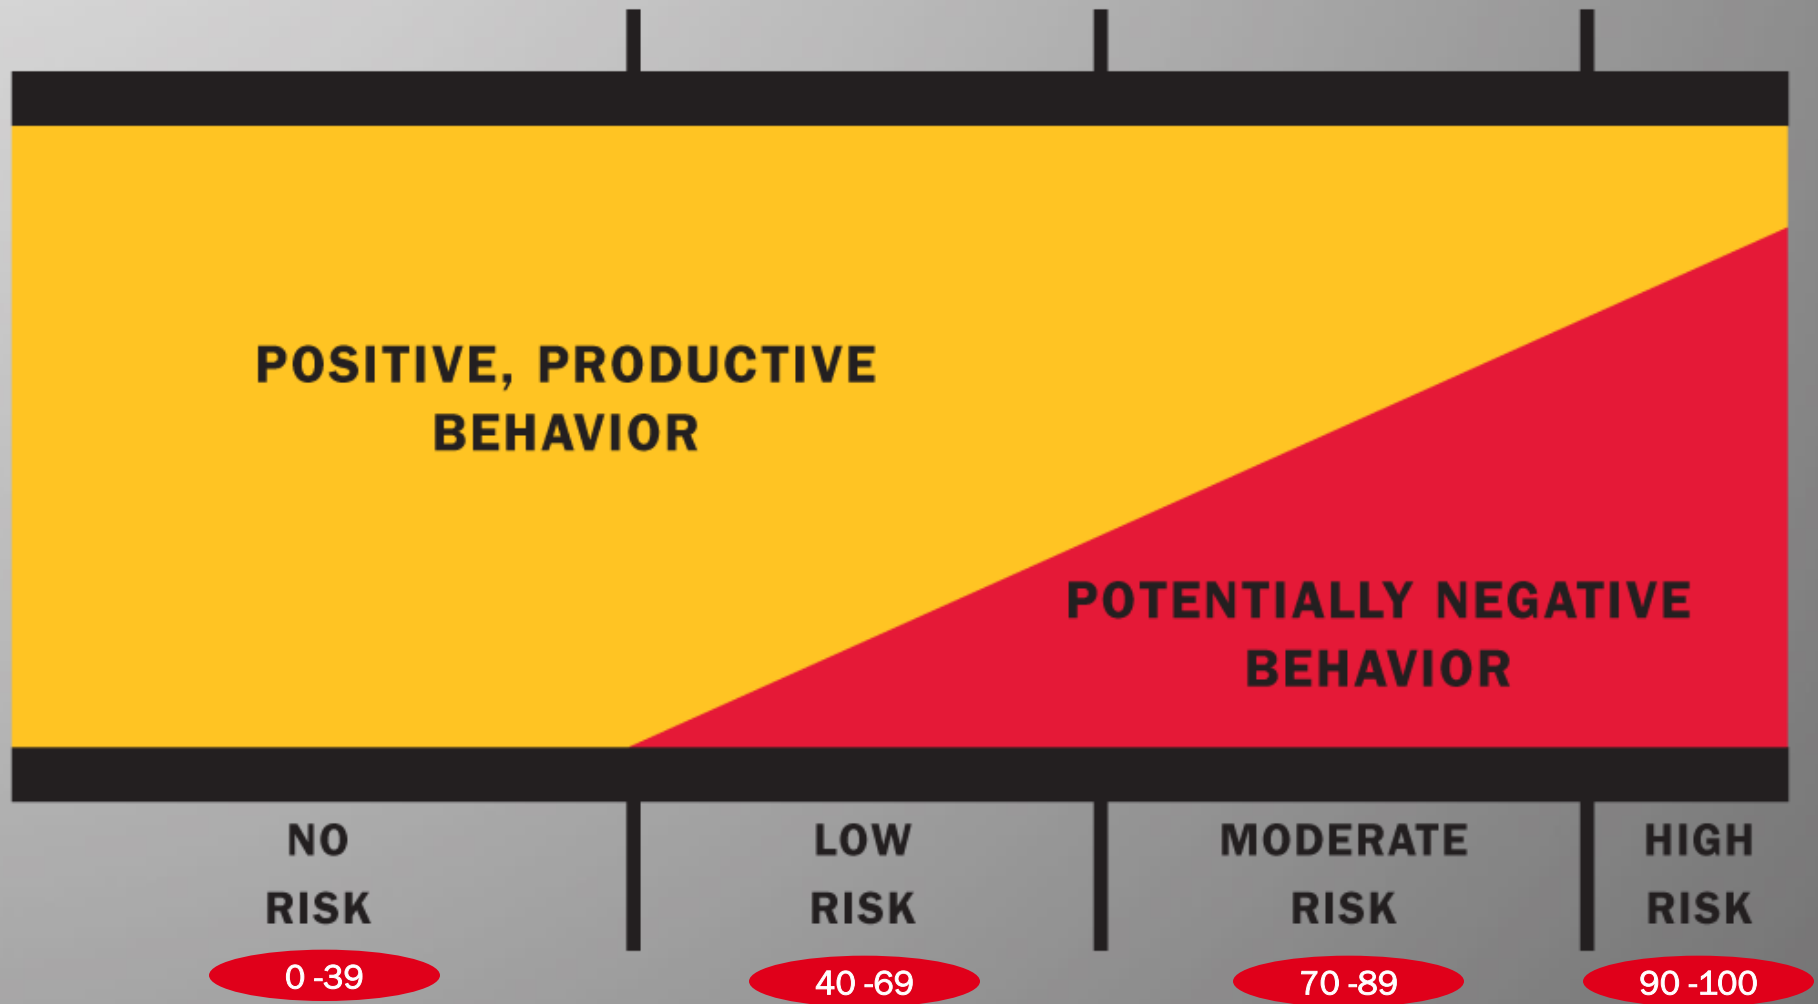 POSITIVE, PRODUCTIVE
BEHAVIOR
POTENTIALLY NEGATIVE
BEHAVIOR
NO
RISK
0 -39
LOW
RISK
40 -69
MODERATE
RISK
70 -89
HIGH
RISK
90 -100